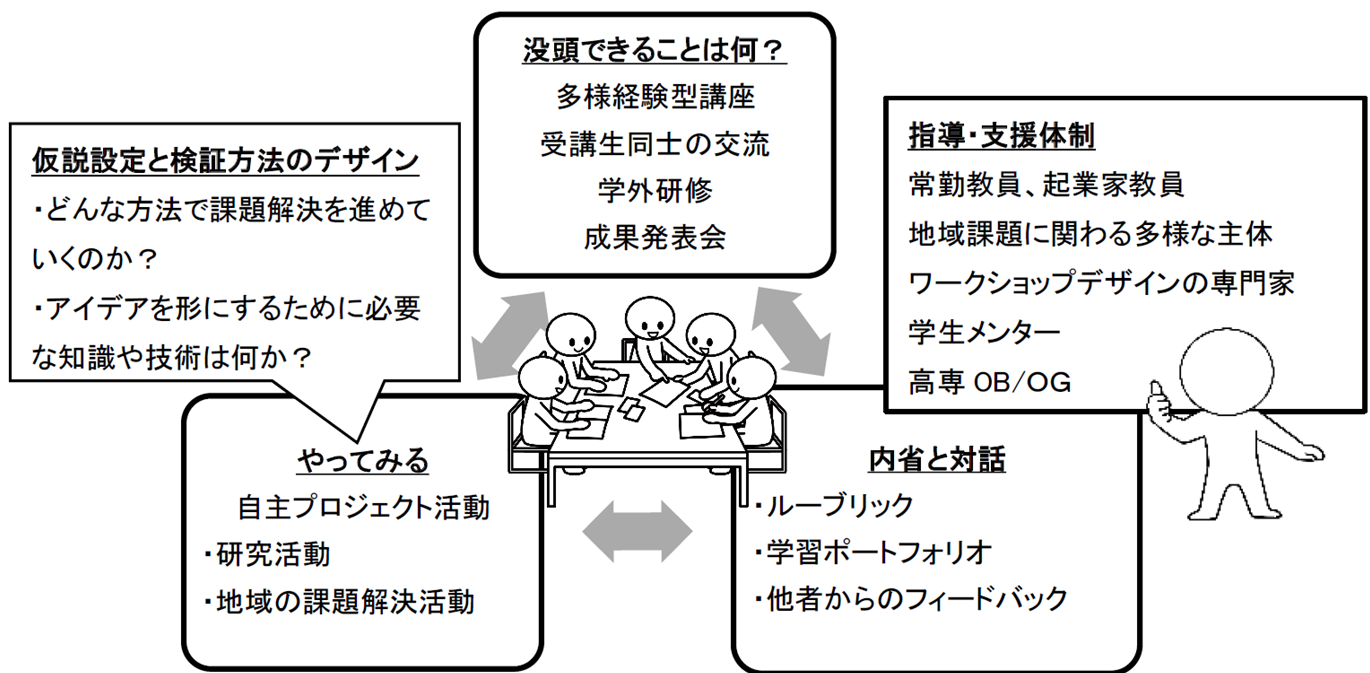 没頭できることは何？
多様経験型講座
受講生同士の交流
学外研修
成果発表会
仮説設定と検証方法のデザイン
・どんな方法で課題解決を進めて
いくのか？
・アイデアを形にするために必要
な知識や技術は何か？
指導・支援体制
常勤教員、起業家教員
地域課題に関わる多様な主体
ワークショップデザインの専門家
学生メンター
高専 OB/OG
やってみる
自主プロジェクト活動
・研究活動
・地域の課題解決活動
内省と対話
・ルーブリック
・学習ポートフォリオ
・他者からのフィードバック